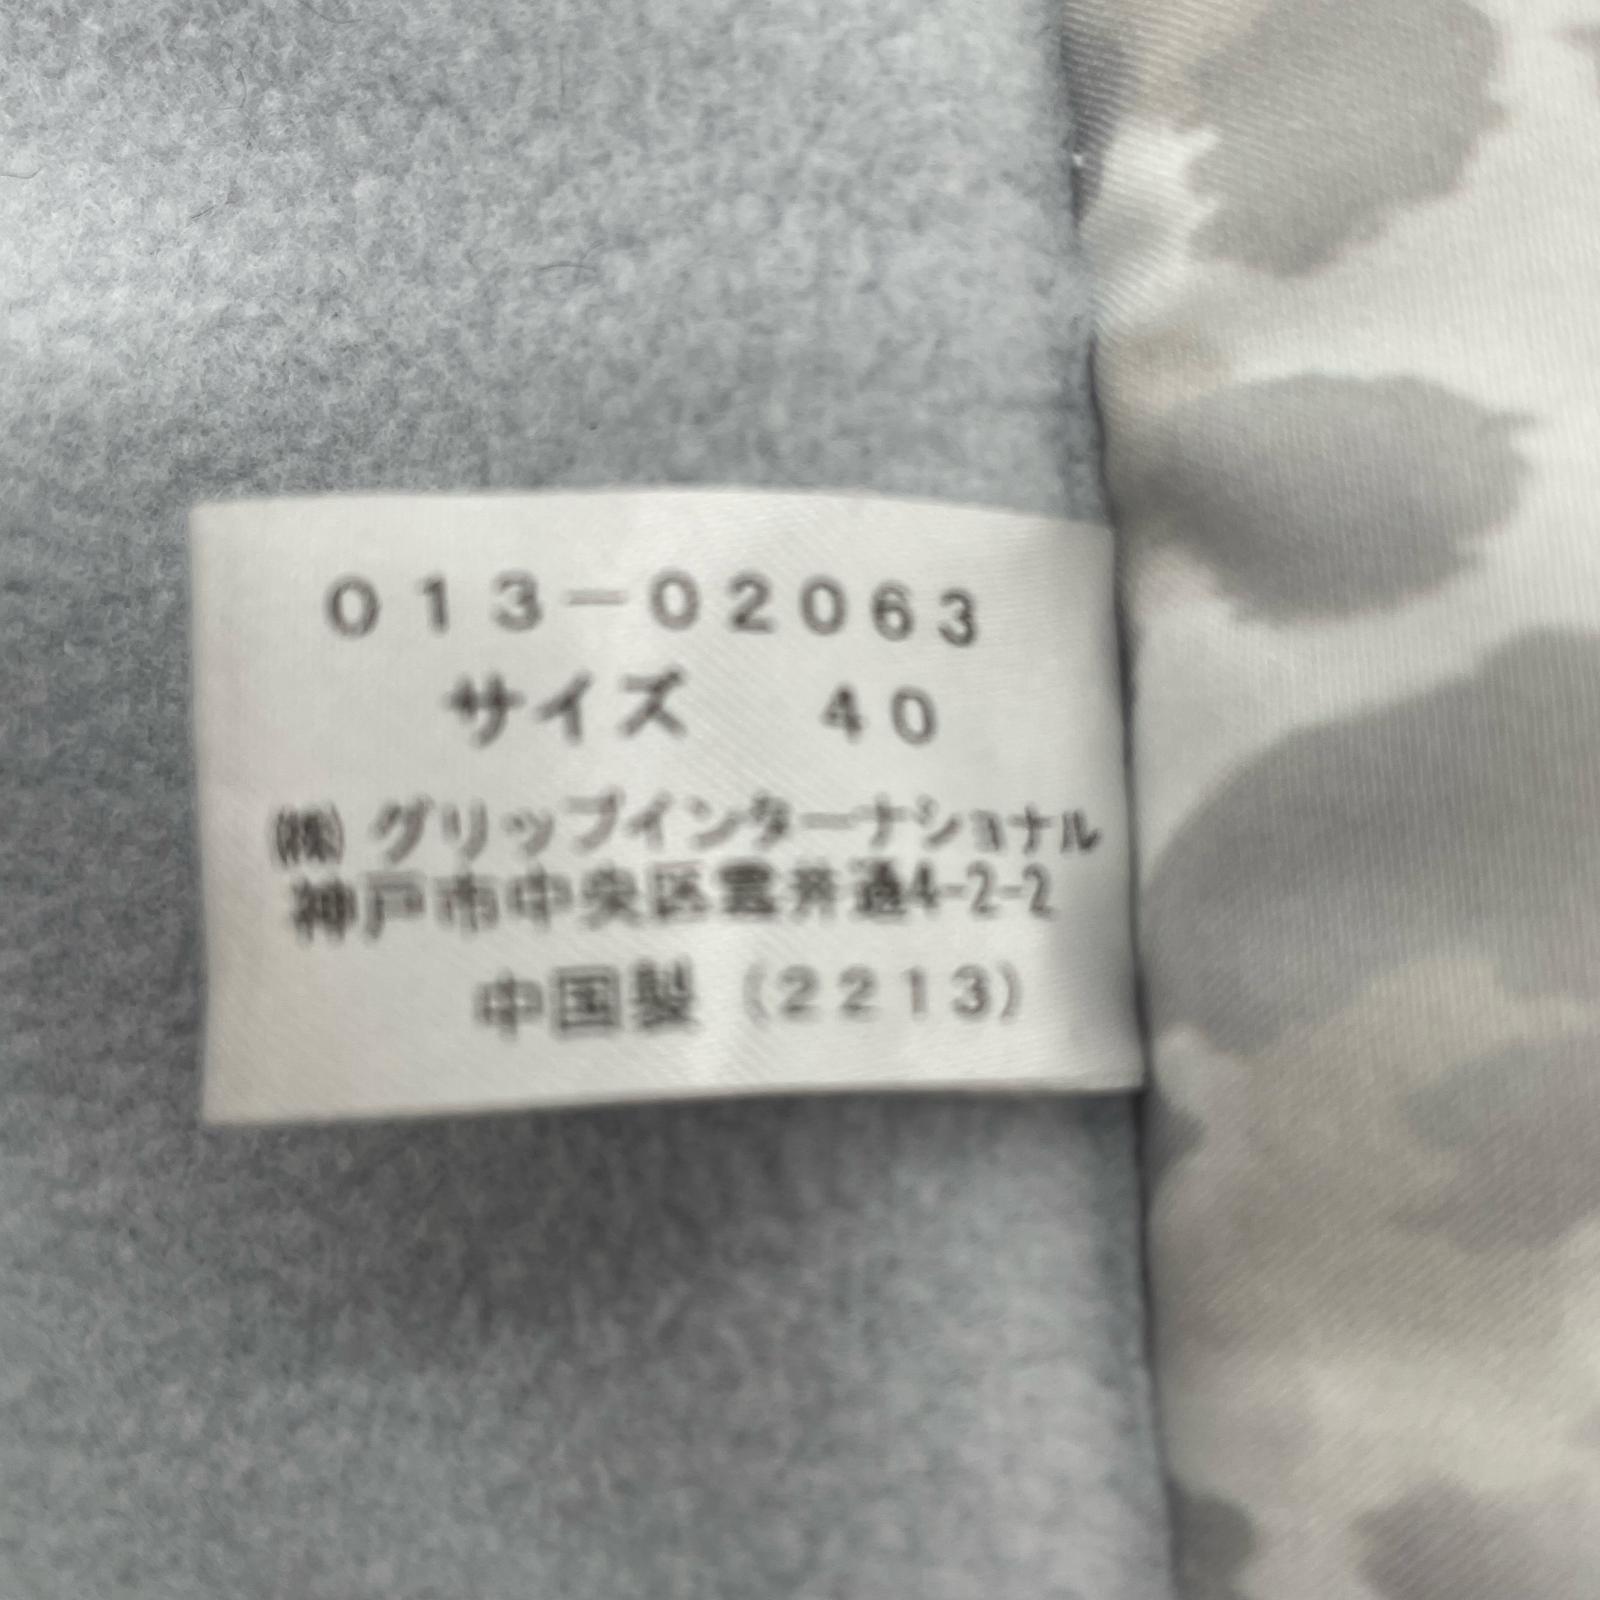 013-02063
サイズ 40
(株)グリップインターナショナル
神戸市中央区雲井通4-2-2
中国製 (2213)